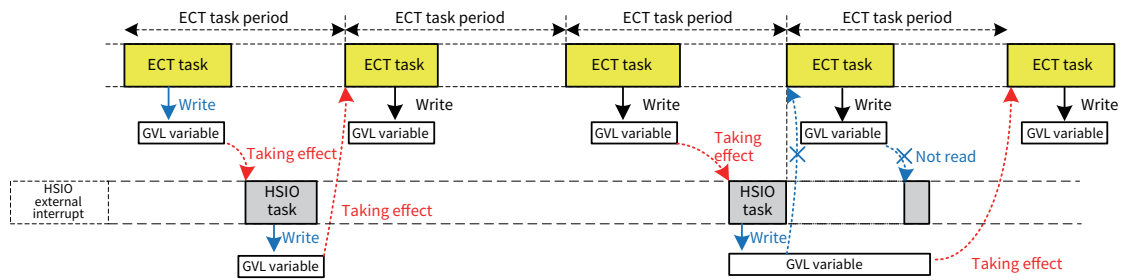 ECT task period
ECT task period
ECT task period
ECT task period
ECT task
ECT task
ECT task
ECT task
ECT task
Write
Write
Write
Write
Write
GVL variable
GVL variable
GVL variable
GVL variable
GVL variable
Taking effect
Taking
effect
Not read
HSIO
external
interrupt
HSIO
task
HSIO
task
Taking effect
Write
Write
GVL variable
GVL variable
Taking effect